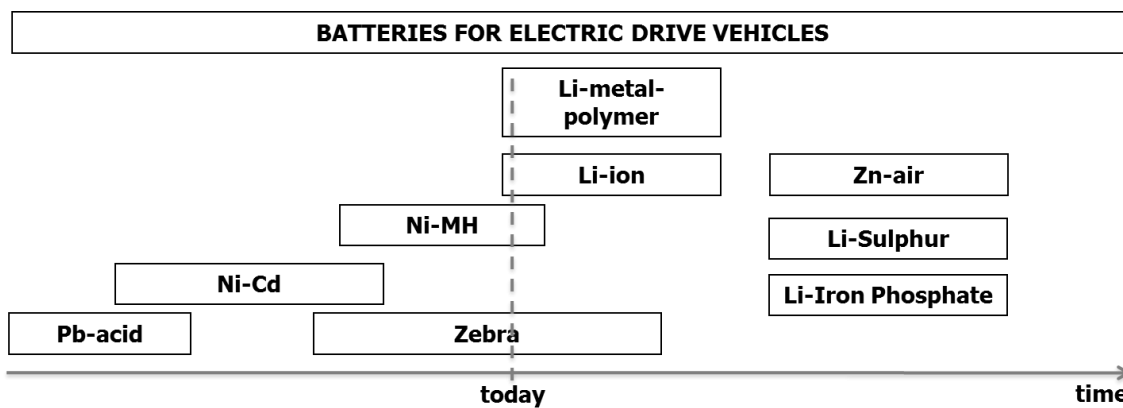 BATTERIES FOR ELECTRIC DRIVE VEHICLES
Li-metal-
polymer
Li-ion
Zn-air
Ni-MH
Li-Sulphur
Ni-Cd
Li-Iron Phosphate
Pb-acid
Zebra
today
time